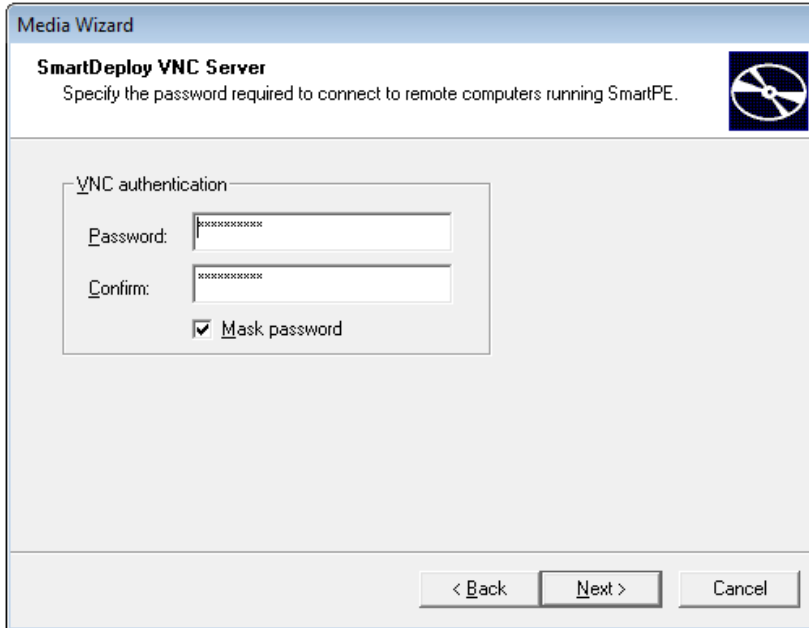 Media Wizard
SmartDeploy VNC Server
Specify the password required to connect to remote computers running SmartPE.
VNC authentication
Password: **********
Confirm: **********
Mask password
< Back Next > Cancel